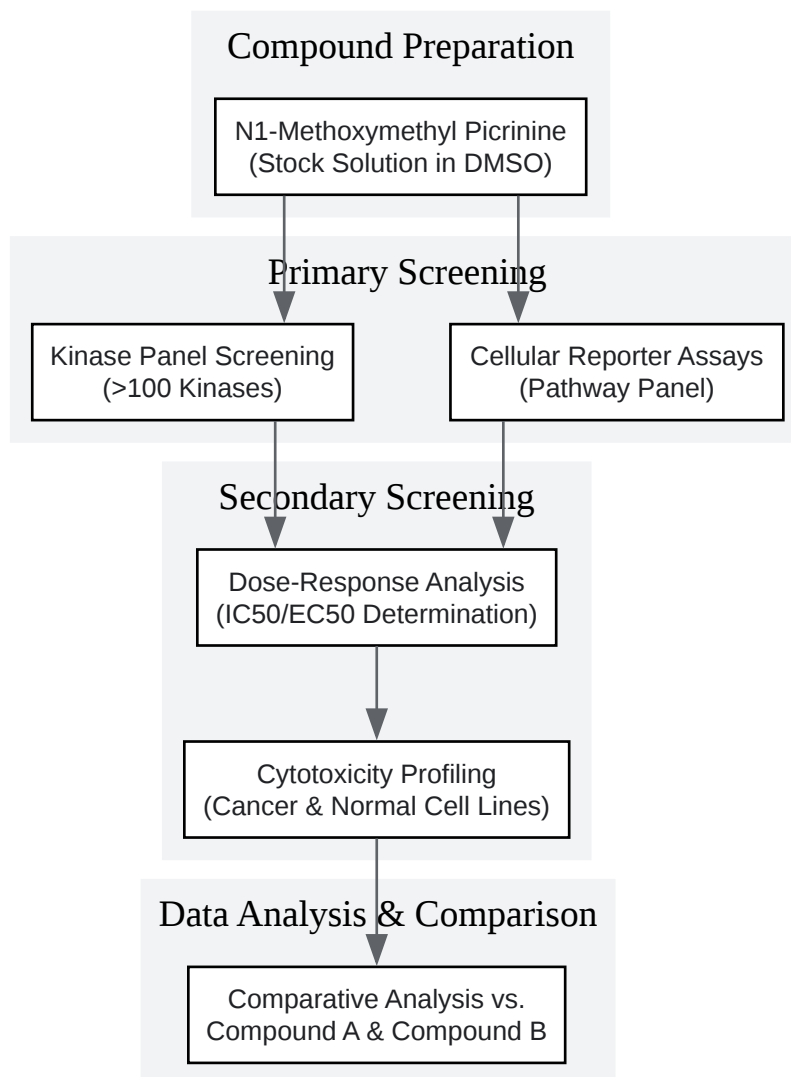 Compound Preparation
N1-Methoxymethyl Picrinine
(Stock Solution in DMSO)
Primary Screening
Kinase Panel Screening
(>100 Kinases)
Cellular Reporter Assays
(Pathway Panel)
Secondary Screening
Dose-Response Analysis
(IC50/EC50 Determination)
Cytotoxicity Profiling
(Cancer & Normal Cell Lines)
Data Analysis & Comparison
Comparative Analysis vs.
Compound A & Compound B